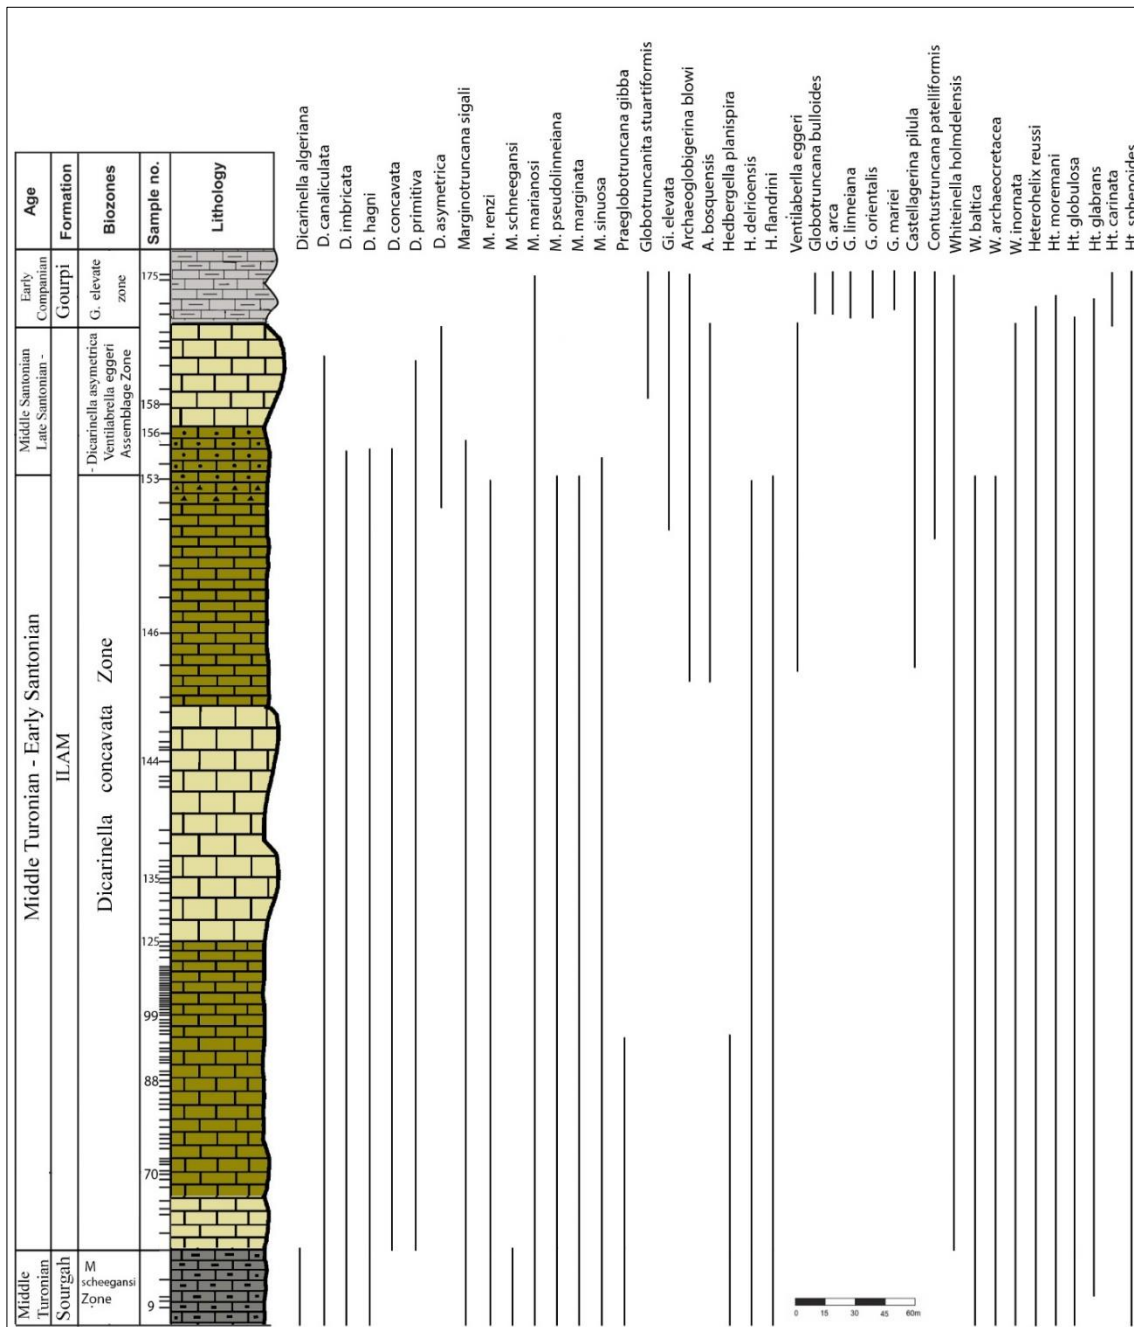 Age
Formation
Biozones
Sample no.
Lithology
Dicarinella algeriana
D. canaliculata
D. imbricata
D. hagni
D. concavata
D. primitiva
D. asymetrica
Marginotruncana sigali
M. renzi
M. schneegansi
M. marianosi
M. pseudolinneiana
M. marginata
M. sinuosa
Praeglobotruncana gibba
Globotruncanita stuartiformis
Gl. elevata
Archaeoglobigerina blowi
A. bosquensis
Hedbergella planispira
H. delrioensis
H. flandrini
Ventilaberlla eggeri
Globotruncana bulloides
G. arca
G. linneiana
G. orientalis
G. mariei
Castellagerina pilula
Contustruncana patelliformis
Whiteinella holmdelensis
W. baltica
W. archaeocretacea
W. inornata
Heterohelix reussi
Ht. moremani
Ht. globulosa
Ht. glabrans
Ht. carinata
Ht. sphenoides
Early
Companian
Gourpi
G. elevate
zone
175
Middle Santonian
Late Santonian -
- Dicarinella asymetrica
Ventilabrella eggeri
Assemblage Zone
158
156
153
Middle Turonian - Early Santonian
ILAM
Dicarinella concavata Zone
146
144
135
125
99
88
70
Middle
Turonian
Sourgah
M
scheegansi
Zone
9
0 15 30 45 60m